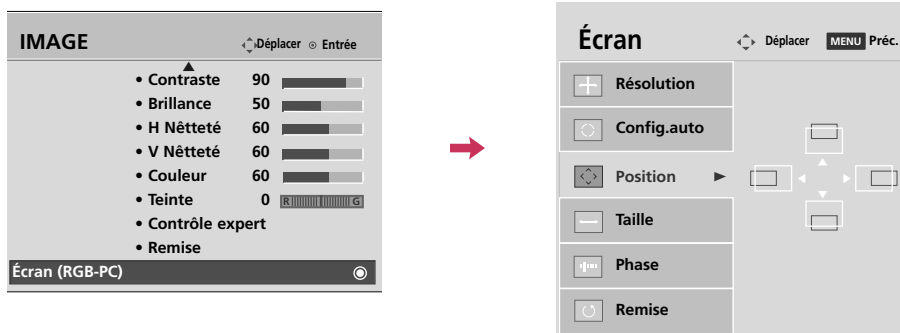 IMAGE
Déplacer Entrée
• Contraste 90
• Brillance 50
• H Nêtteté 60
• V Nêtteté 60
• Couleur 60
• Teinte 0 R G
• Contrôle expert
• Remise
Écran (RGB-PC)
Écran
Déplacer MENU Préc.
Résolution
Config.auto
Position
Taille
Phase
Remise